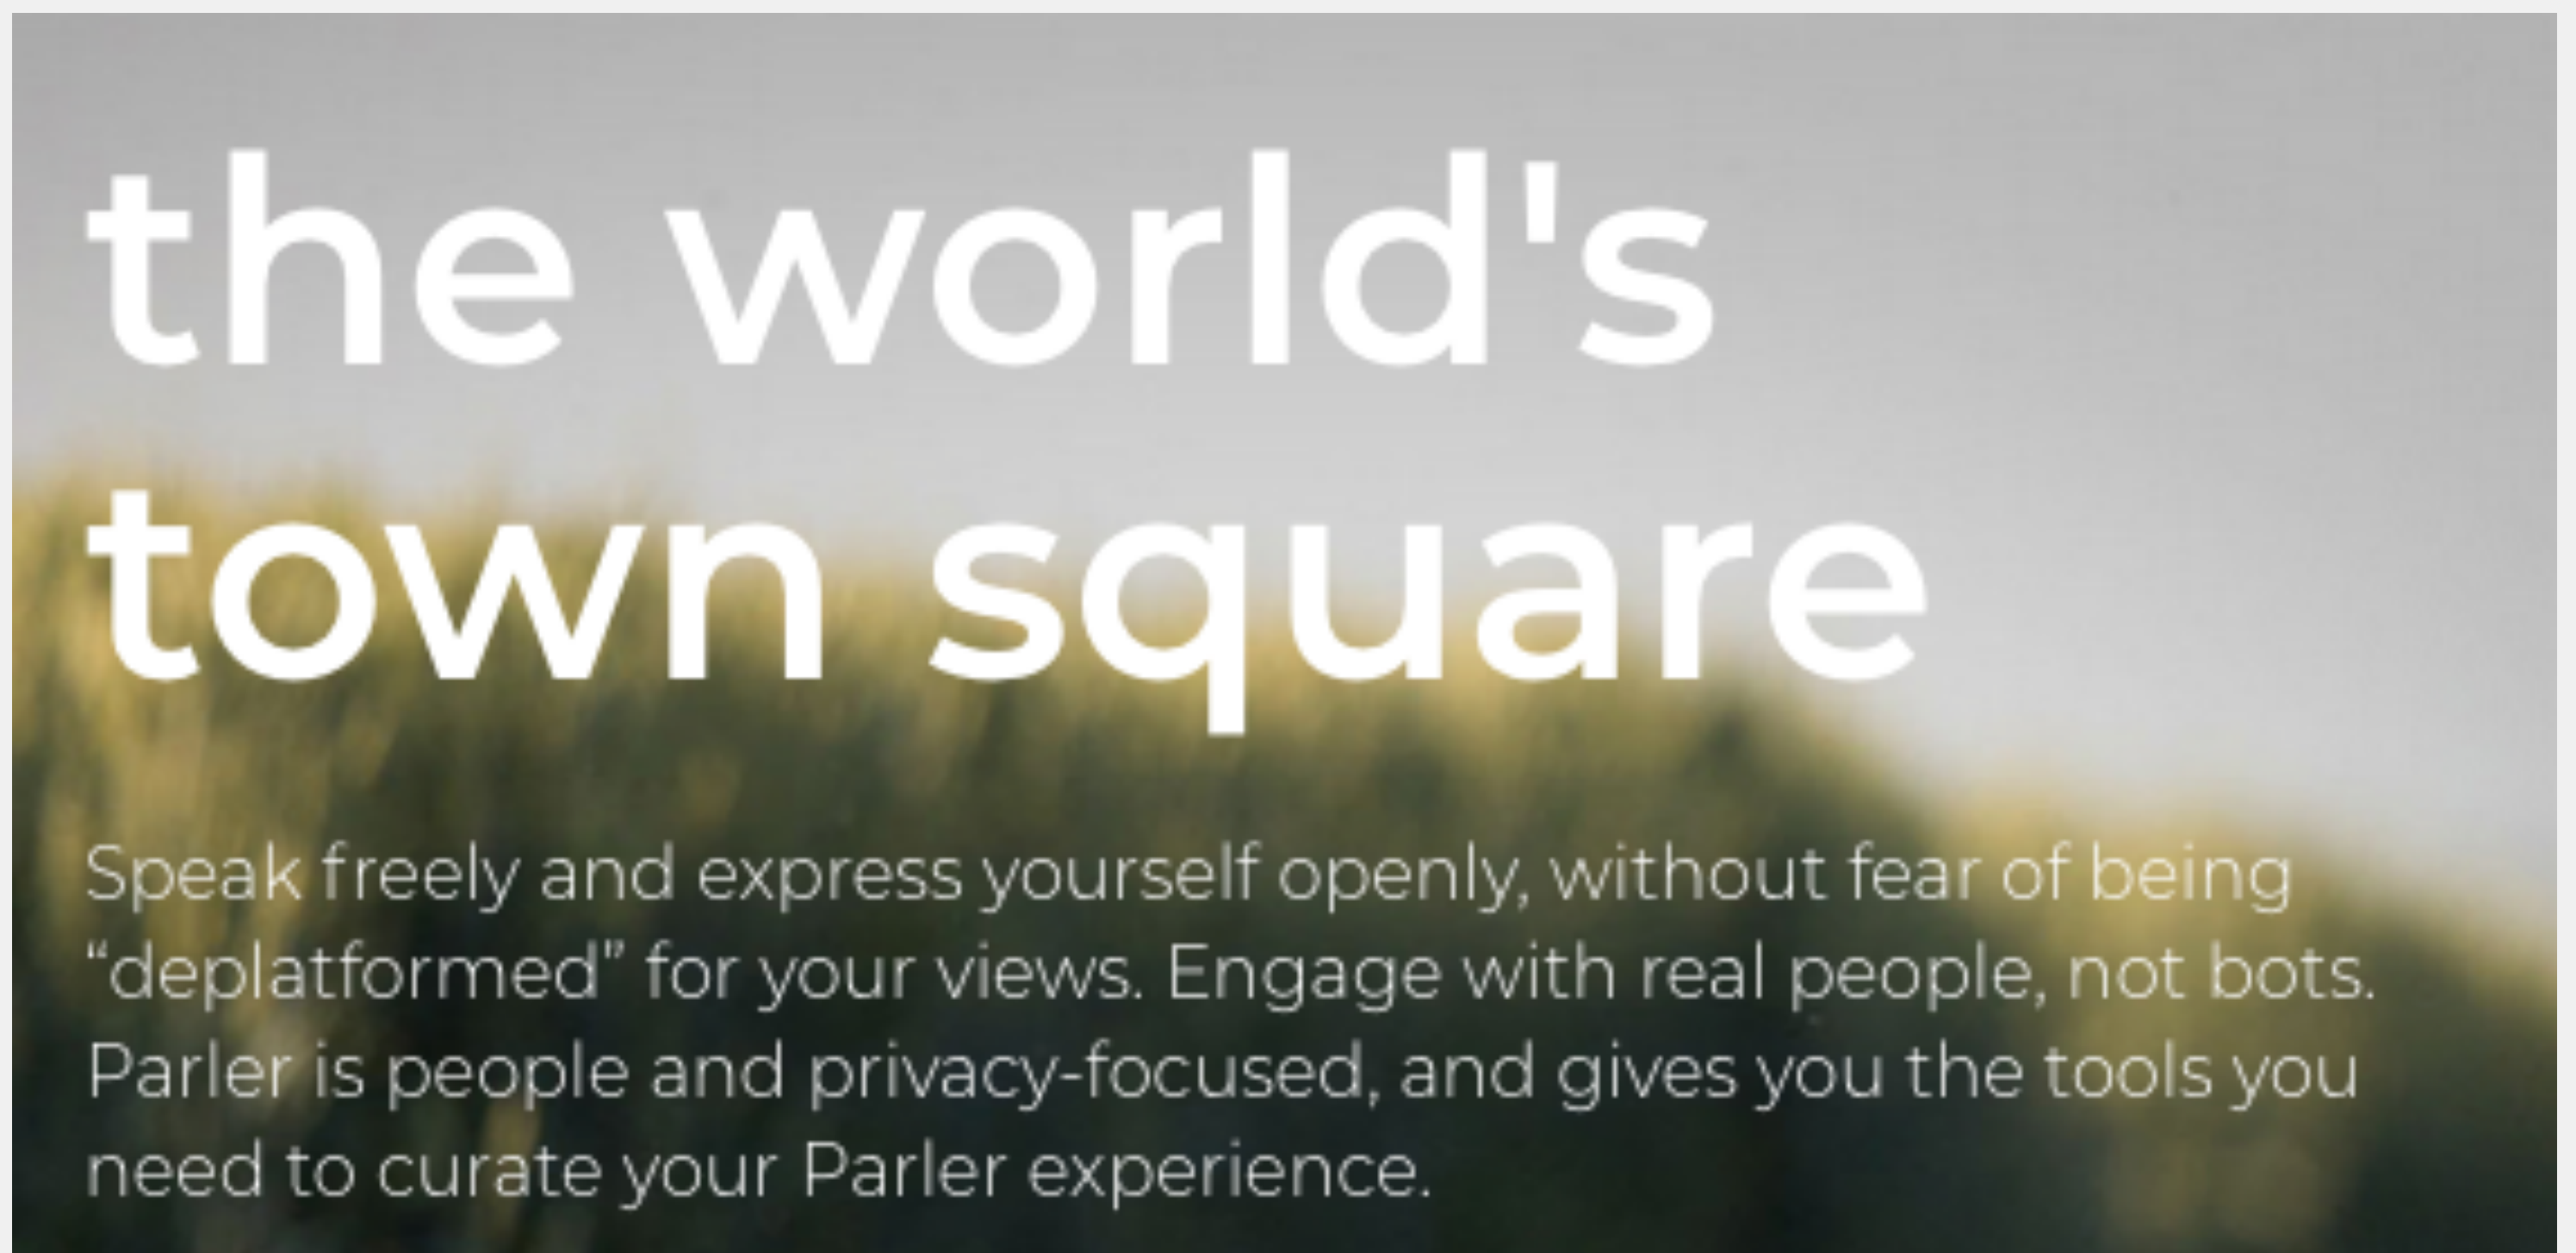 the world's
town square
Speak freely and express yourself openly, without fear of being
“deplatformed” for your views. Engage with real people, not bots.
Parler is people and privacy-focused, and gives you the tools you
need to curate your Parler experience.